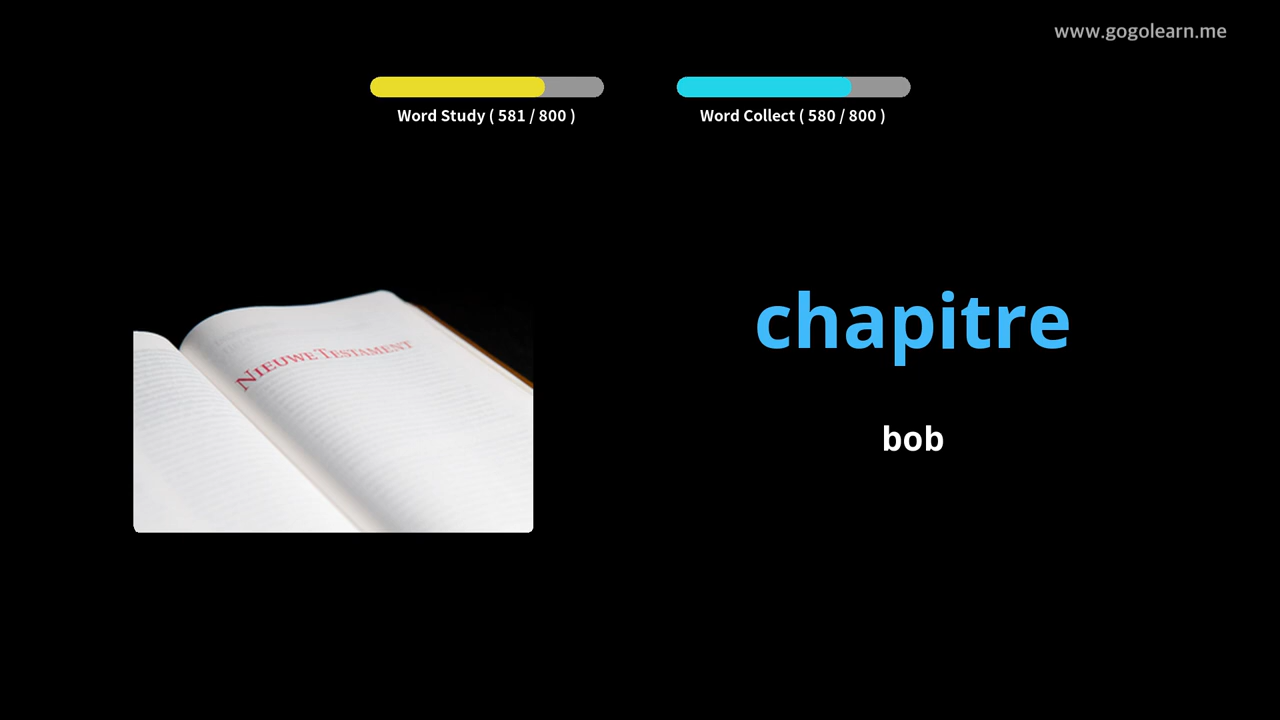 www.gogolearn.me
Word Study ( 581 / 800 )
Word Collect ( 580 / 800 )
NIEUWE TESTAMENT
chapitre
bob